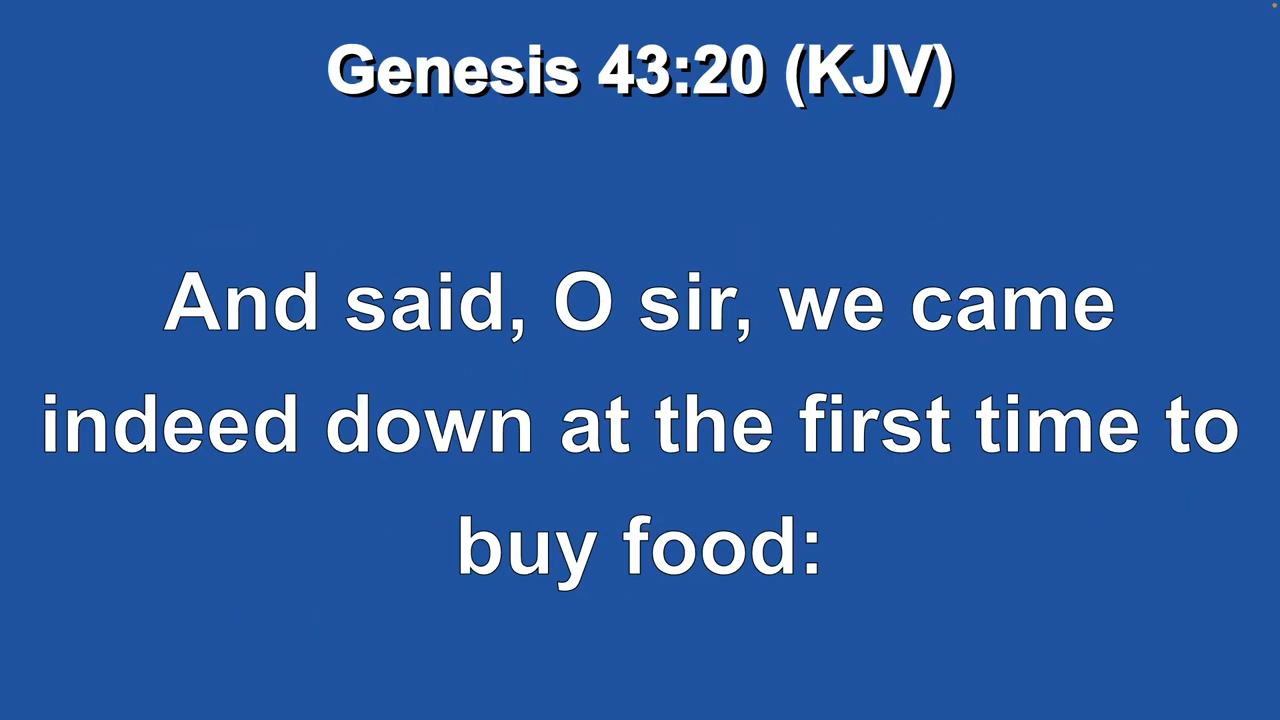 Genesis 43:20 (KJV)
And said, O sir, we came
indeed down at the first time to
buy food: